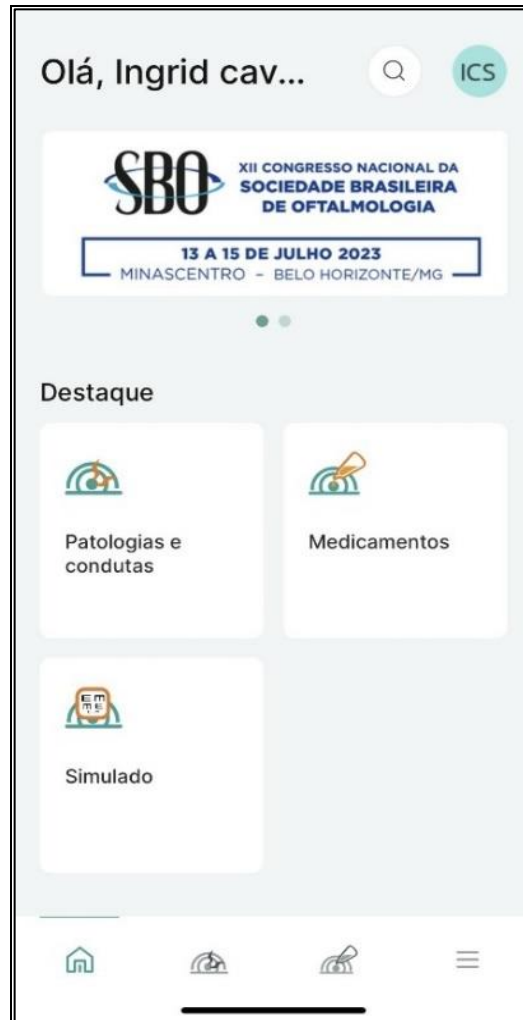 Olá, Ingrid cav...
ICS
SBO
XII CONGRESSO NACIONAL DA
SOCIEDADE BRASILEIRA
DE OFTALMOLOGIA
13 A 15 DE JULHO 2023
MINASCENTRO - BELO HORIZONTE/MG
Destaque
Patologias e
condutas
Medicamentos
Simulado